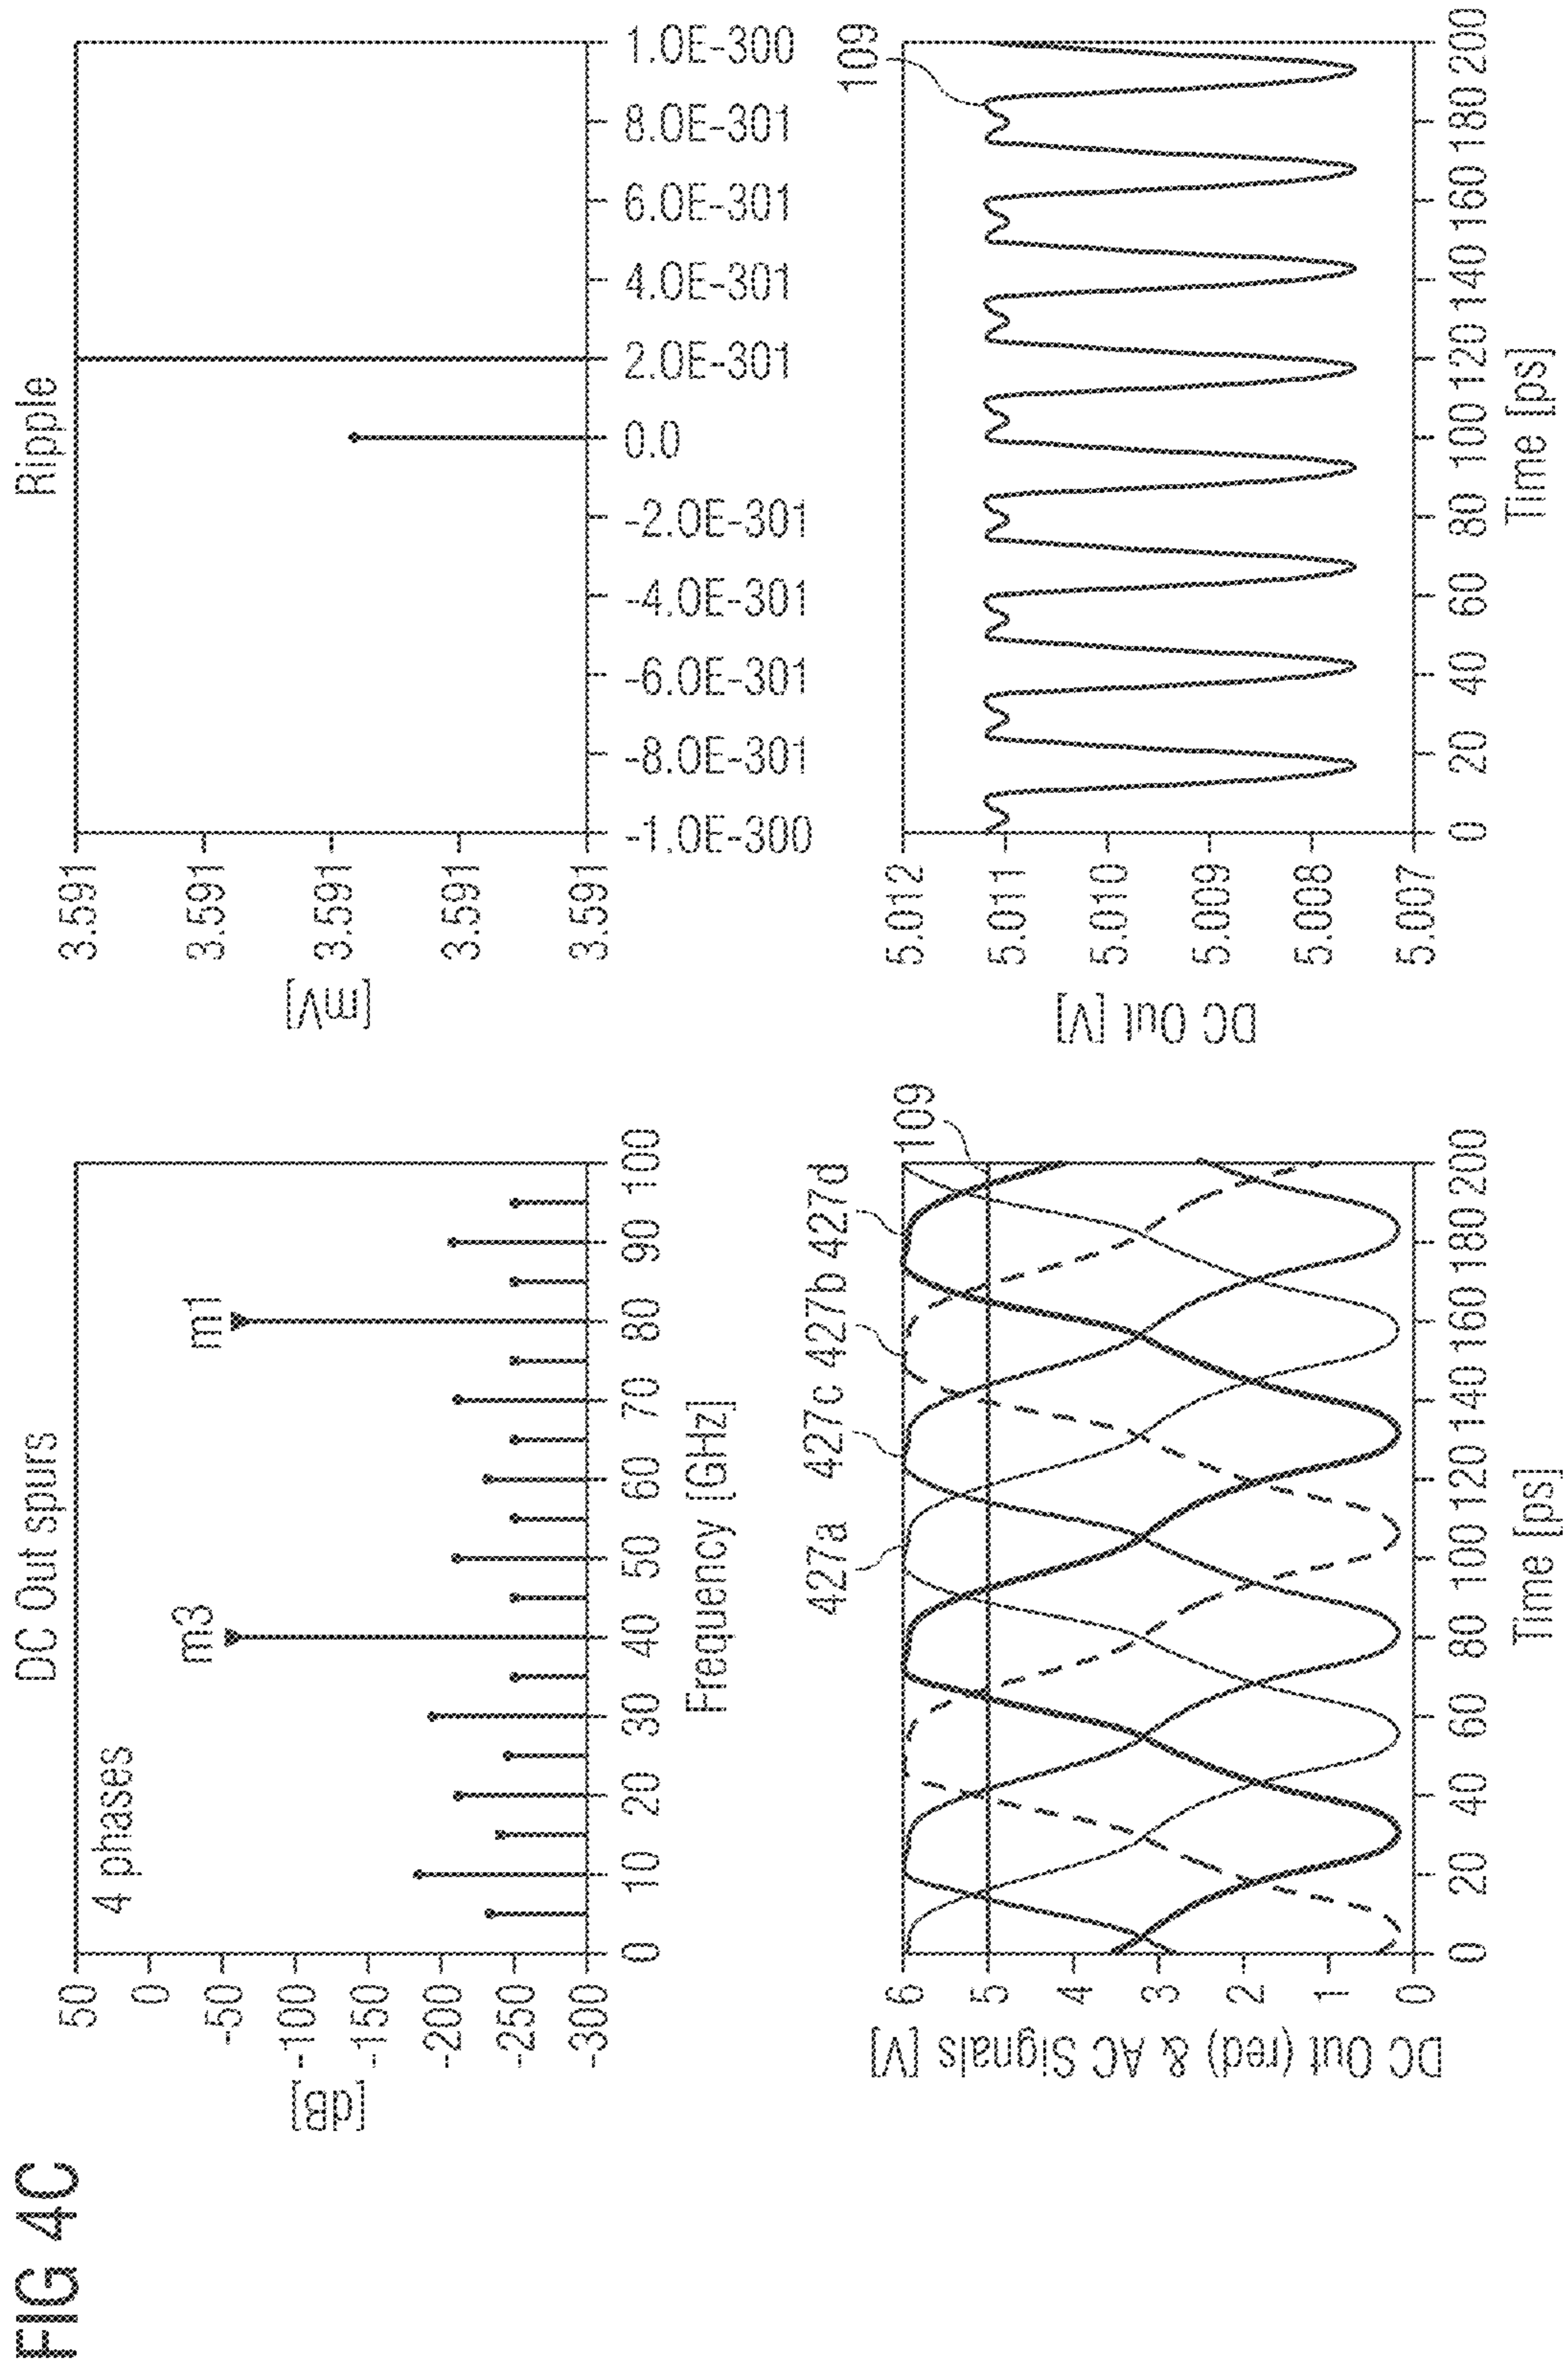 FIG 4C
DC Out spurs
4 phases
m3
m1
[dB]
50
0
-50
-100
-150
-200
-250
-300
0 10 20 30 40 50 60 70 80 90 100
Frequency [GHz]
Ripple
[mV]
3.591
3.591
3.591
3.591
3.591
-1.0E-300 -8.0E-301 -6.0E-301 -4.0E-301 -2.0E-301 0.0 2.0E-301 4.0E-301 6.0E-301 8.0E-301 1.0E-300
427a 427c 427b 427d 109
DC Out (red) & AC Signals [V]
6
5
4
3
2
1
0
0 20 40 60 80 100 120 140 160 180 200
Time [ps]
109
DC Out [V]
5.012
5.011
5.010
5.009
5.008
5.007
0 20 40 60 80 100 120 140 160 180 200
Time [ps]